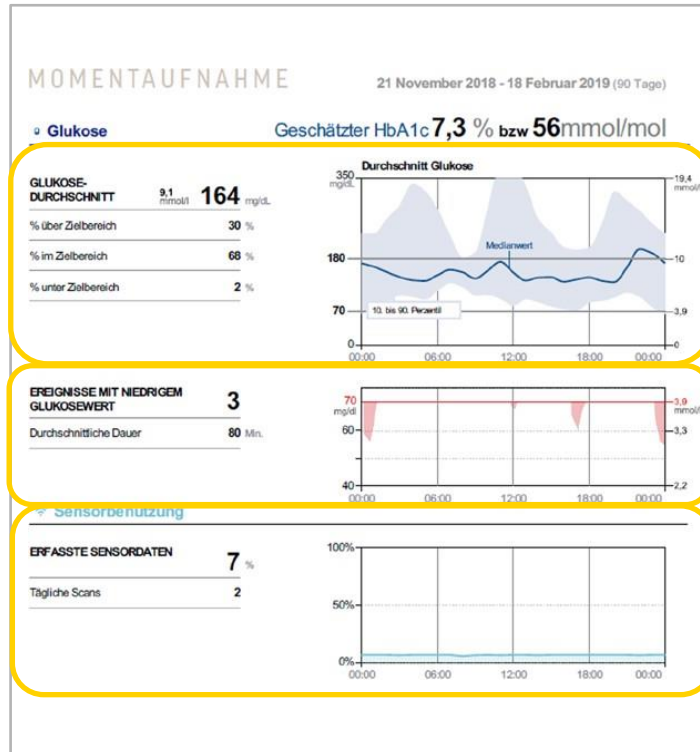 MOMENTAUFNAHME
21 November 2018 - 18 Februar 2019 (90 Tage)
Glukose
Geschätzter HbA1c 7,3 % bzw 56mmol/mol
GLUKOSE-
DURCHSCHNITT 9,1 mmol/l 164 mg/dL
% über Zielbereich 30 %
% im Zielbereich 68 %
% unter Zielbereich 2 %
Durchschnitt Glukose
350
mg/dL
19,4
mmol/l
Medianwert
180
10
70
3,9
10. bis 90. Perzentil
0
0
00:00 06:00 12:00 18:00 00:00
EREIGNISSE MIT NIEDRIGEM
GLUKOSEWERT 3
Durchschnittliche Dauer 80 Min.
70
mg/dl
3,9
mmol/l
60
3,3
40
2,2
00:00 06:00 12:00 18:00 00:00
Sensorbenutzung
ERFASSTE SENSORDATEN 7 %
Tägliche Scans 2
100%
50%
0%
00:00 06:00 12:00 18:00 00:00